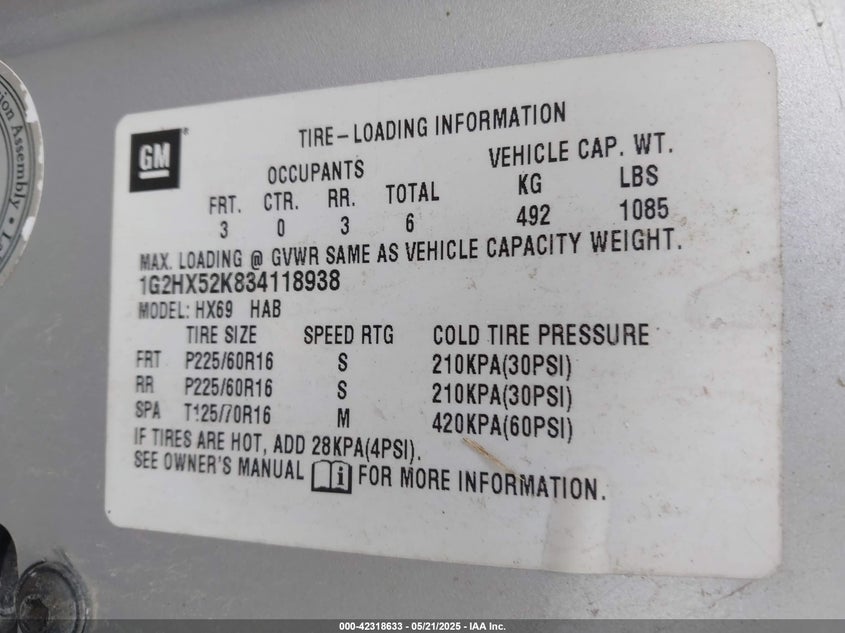 sion Assembly • La
GM®
TIRE–LOADING INFORMATION
OCCUPANTS VEHICLE CAP. WT.
FRT. CTR. RR. TOTAL KG LBS
3 0 3 6 492 1085
MAX. LOADING @ GVWR SAME AS VEHICLE CAPACITY WEIGHT.
1G2HX52K834118938
MODEL: HX69 HAB
TIRE SIZE SPEED RTG COLD TIRE PRESSURE
FRT P225/60R16 S 210KPA(30PSI)
RR P225/60R16 S 210KPA(30PSI)
SPA T125/70R16 M 420KPA(60PSI)
IF TIRES ARE HOT, ADD 28KPA(4PSI).
SEE OWNER'S MANUAL i FOR MORE INFORMATION.
000-42318633 - 05/21/2025 - IAA Inc.